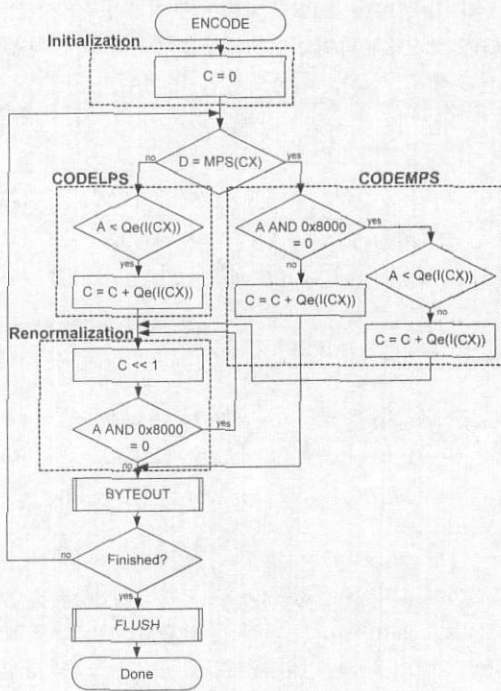 ENCODE
Initialization
C = 0
D = MPS(CX)
no
yes
CODELPS
CODEMPS
A < Qe(I(CX))
yes
C = C + Qe(I(CX))
A AND 0x8000
= 0
yes
no
C = C + Qe(I(CX))
A < Qe(I(CX))
no
C = C + Qe(I(CX))
Renormalization
C << 1
A AND 0x8000
= 0
yes
no
BYTEOUT
no
Finished?
yes
FLUSH
Done